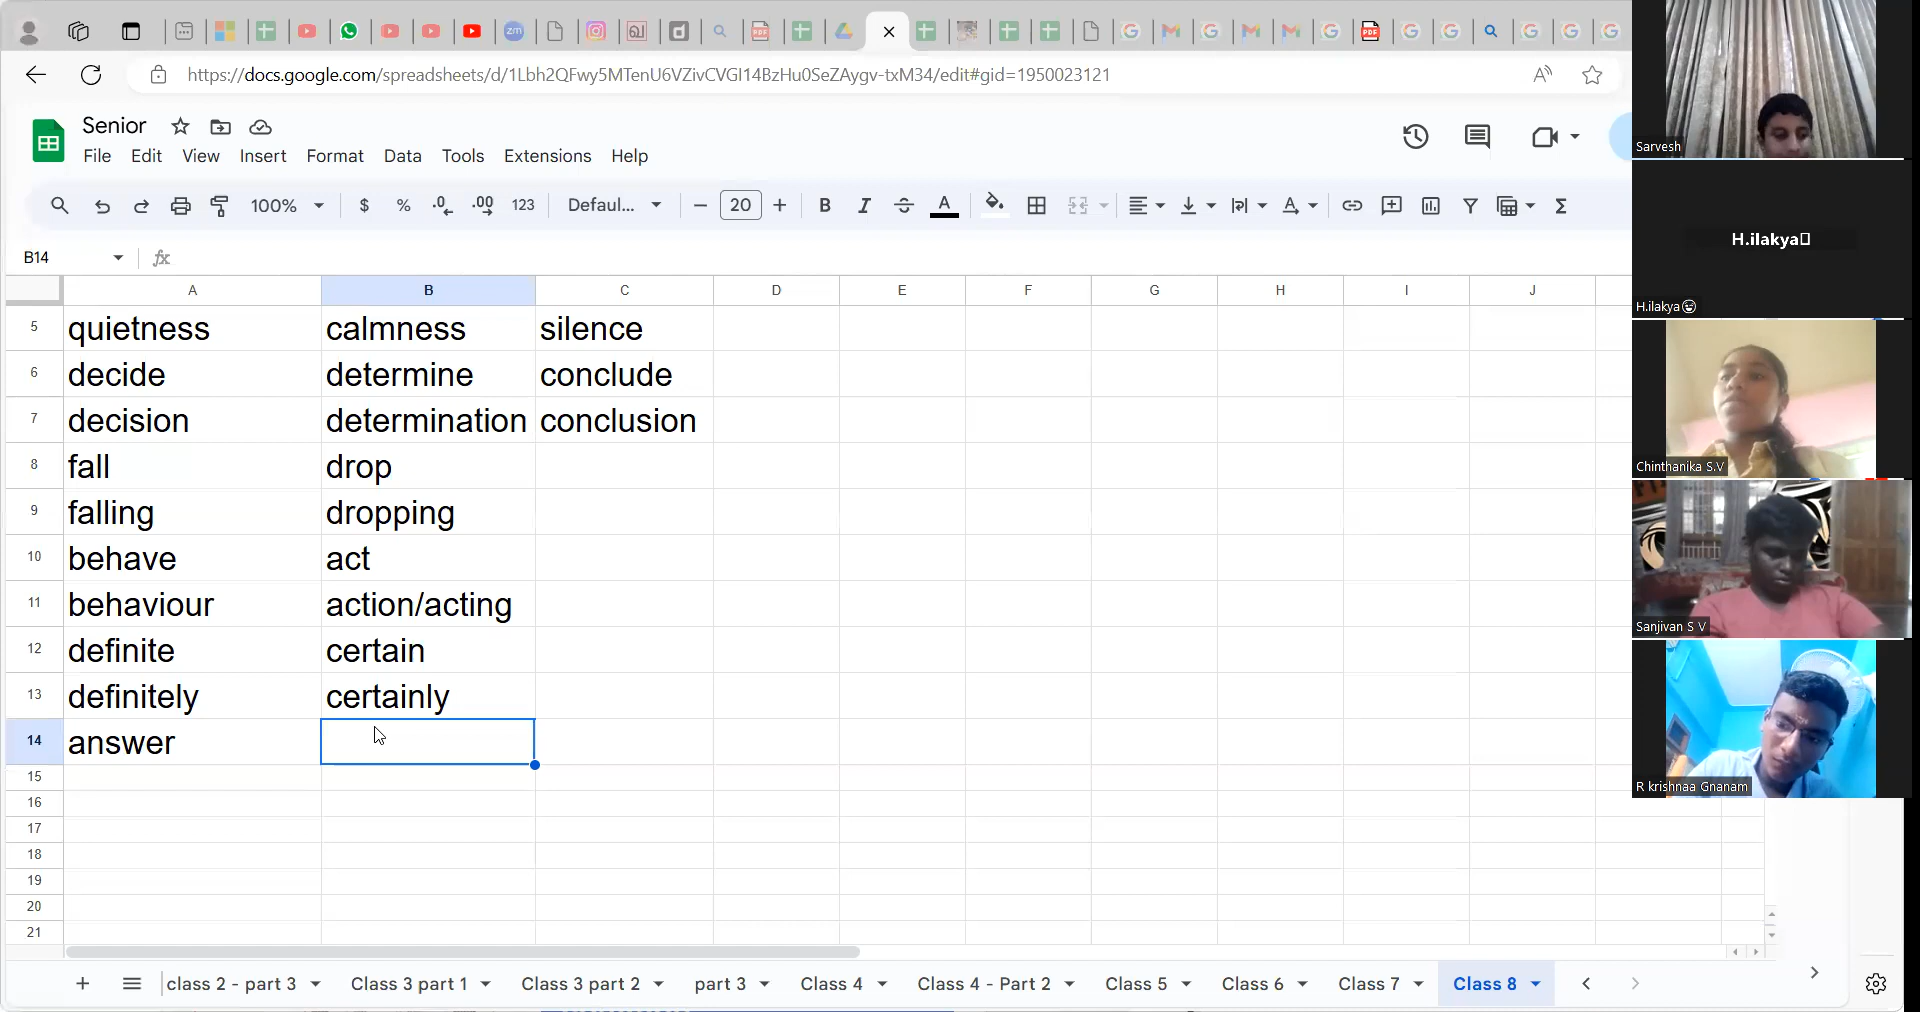 https://docs.google.com/spreadsheets/d/1Lbh2QFwy5MTenU6VZivCVGI14BzHu0SeZAygv-txM34/edit#gid=1950023121
Senior
File Edit View Insert Format Data Tools Extensions Help
100% $ % .0 .00 123 Defaul... 20 B I A Σ
B14 fx
A B C D E F G H I J
5 quietness calmness silence
6 decide determine conclude
7 decision determination conclusion
8 fall drop
9 falling dropping
10 behave act
11 behaviour action/acting
12 definite certain
13 definitely certainly
14 answer
15
16
17
18
19
20
21
class 2 - part 3 Class 3 part 1 Class 3 part 2 part 3 Class 4 Class 4 - Part 2 Class 5 Class 6 Class 7 Class 8
Sarvesh
H.ilakya
H.ilakya
Chinthanika S.V
Sanjivan S V
R krishnaa Gnanam